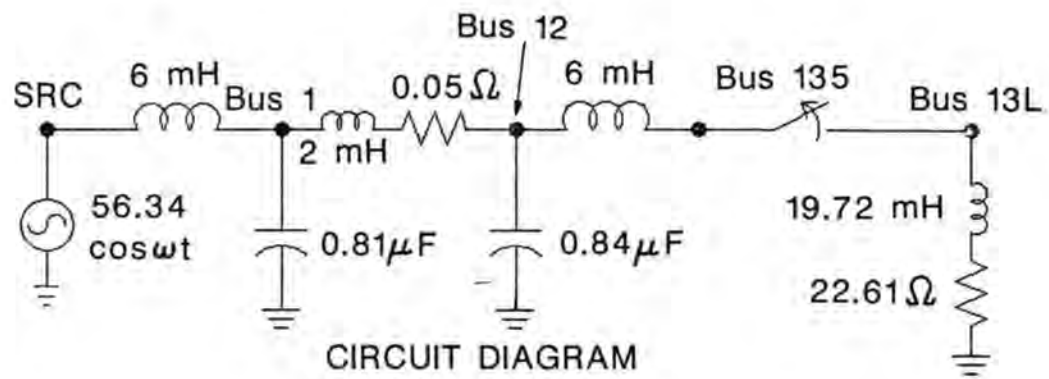 Bus 12
6 mH
0.05Ω
6 mH
Bus 135
SRC
Bus 1
Bus 13L
2 mH
56.34
cosωt
0.81μF
0.84μF
19.72 mH
22.61Ω
CIRCUIT DIAGRAM